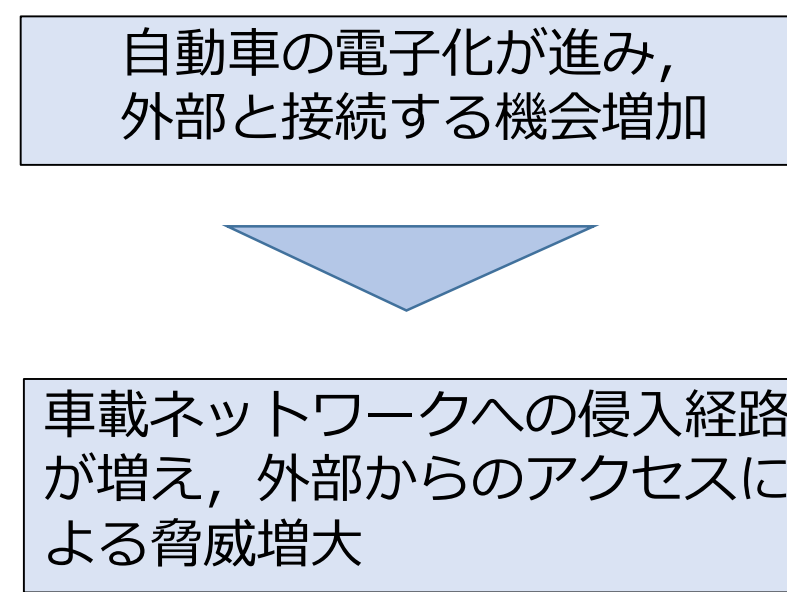 自動車の電子化が進み，
外部と接続する機会増加
車載ネットワークへの侵入経路
が増え，外部からのアクセスに
よる脅威増大